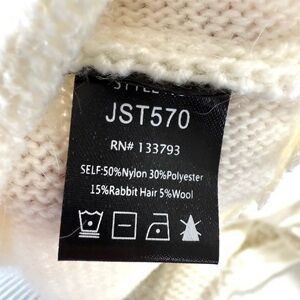 JST570
RN# 133793
SELF:50%Nylon 30%Polyester
15%Rabbit Hair 5%Wool